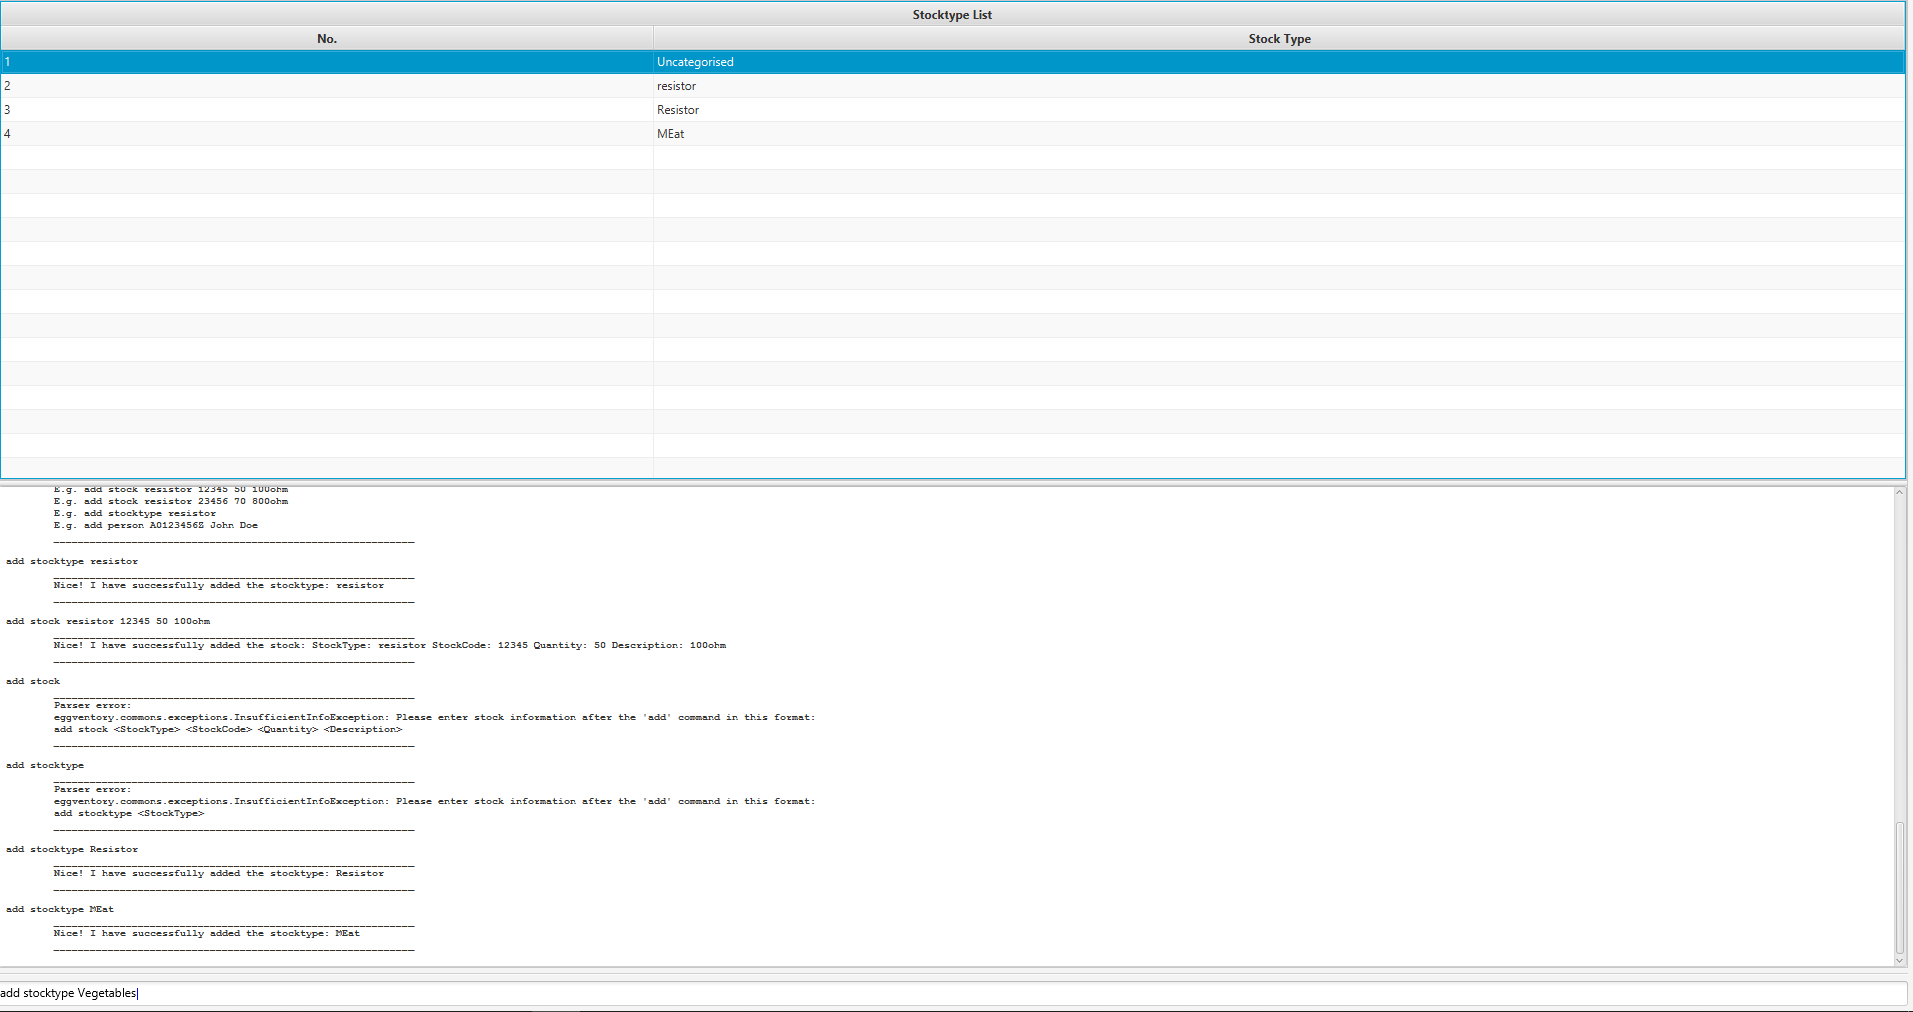 Stocktype List
No. Stock Type
1 Uncategorised
2 resistor
3 Resistor
4 MEat
E.g. add stock resistor 12345 50 100ohm
E.g. add stock resistor 23456 70 800ohm
E.g. add stocktype resistor
E.g. add person A0123456Z John Doe
add stocktype resistor
Nice! I have successfully added the stocktype: resistor
add stock resistor 12345 50 100ohm
Nice! I have successfully added the stock: StockType: resistor StockCode: 12345 Quantity: 50 Description: 100ohm
add stock
Parser error:
eggventory.commons.exceptions.InsufficientInfoException: Please enter stock information after the 'add' command in this format:
add stock <StockType> <StockCode> <Quantity> <Description>
add stocktype
Parser error:
eggventory.commons.exceptions.InsufficientInfoException: Please enter stock information after the 'add' command in this format:
add stocktype <StockType>
add stocktype Resistor
Nice! I have successfully added the stocktype: Resistor
add stocktype MEat
Nice! I have successfully added the stocktype: MEat
add stocktype Vegetables